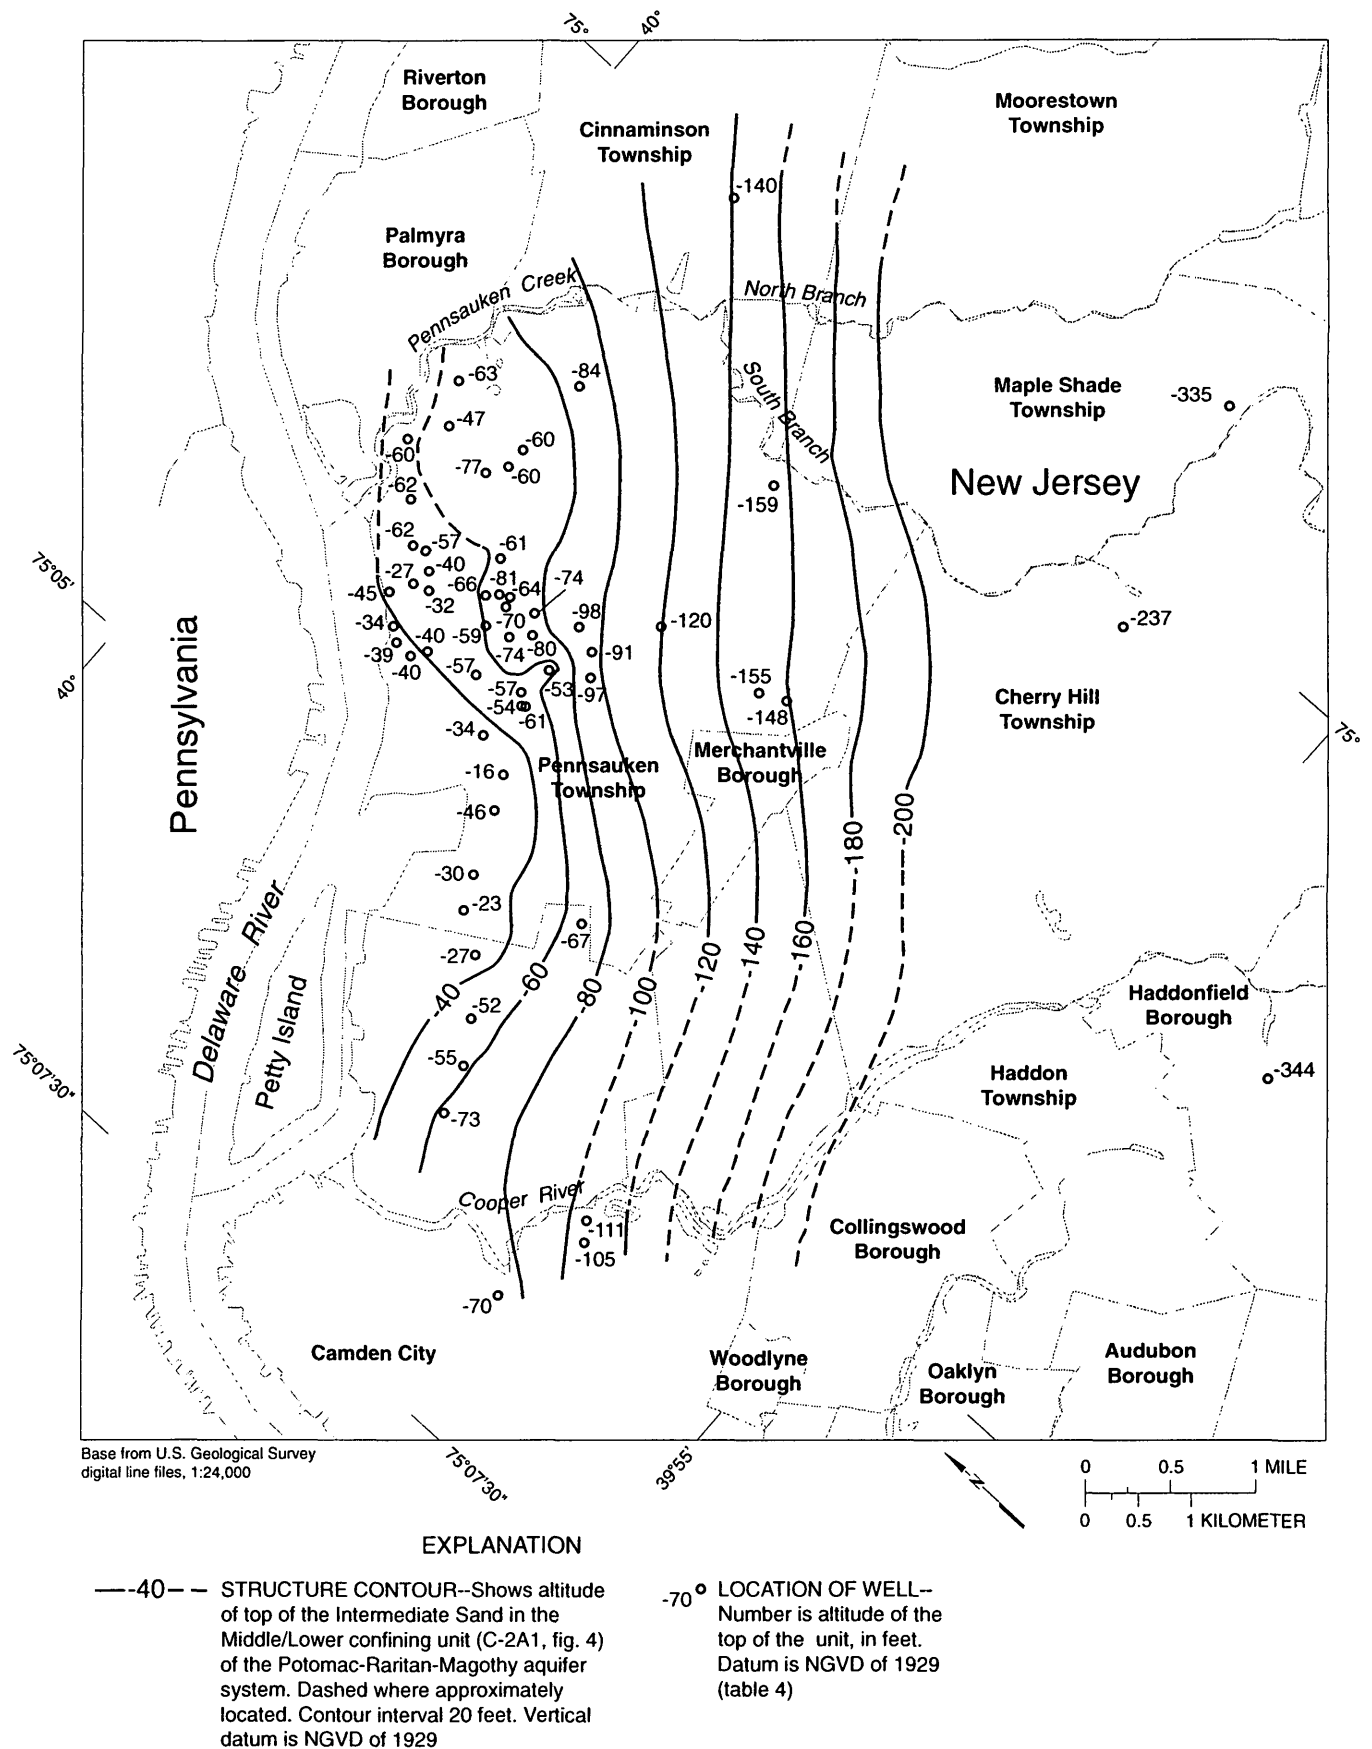 75°
40°
Riverton
Borough
Cinnaminson
Township
Moorestown
Township
-140
Palmyra
Borough
Pennsauken Creek
North Branch
-63
-84
South Branch
Maple Shade
Township
-335
-47
-60
-60
-77
-60
New Jersey
-62
-159
-62
-57
-61
-40
-27
-66
-81
-64
-74
75°05'
-45
-32
-70
-98
-120
-237
-34
-40
-59
-74
-80
-91
-39
-40
-57
-53
-97
-155
40°
-57
-54
-61
-148
Cherry Hill
Township
75°
Pennsylvania
-34
Merchantville
Borough
-16
Pennsauken
Township
-46
-180
-200
-30
-23
-67
-27
-40
-60
-80
-100
-120
-140
-160
Delaware River
Petty Island
-52
Haddonfield
Borough
-55
75°07'30"
Haddon
Township
-344
-73
Cooper River
-111
-105
Collingswood
Borough
-70
Camden City
Woodlyne
Borough
Oaklyn
Borough
Audubon
Borough
Base from U.S. Geological Survey
digital line files, 1:24,000
75°07'30"
39°55'
N
0 0.5 1 MILE
0 0.5 1 KILOMETER
EXPLANATION
-40
STRUCTURE CONTOUR--Shows altitude
of top of the Intermediate Sand in the
Middle/Lower confining unit (C-2A1, fig. 4)
of the Potomac-Raritan-Magothy aquifer
system. Dashed where approximately
located. Contour interval 20 feet. Vertical
datum is NGVD of 1929
-70
LOCATION OF WELL--
Number is altitude of the
top of the unit, in feet.
Datum is NGVD of 1929
(table 4)